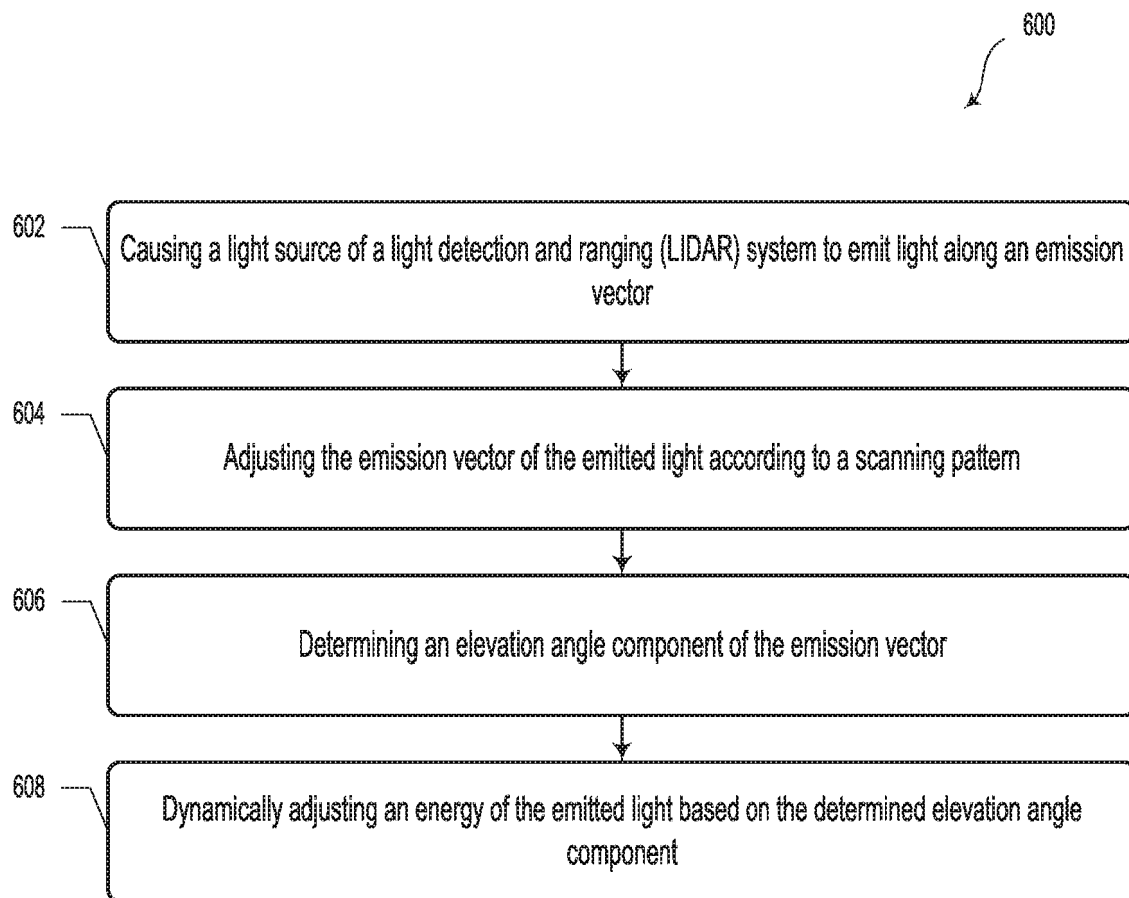 600
602
Causing a light source of a light detection and ranging (LIDAR) system to emit light along an emission
vector
604
Adjusting the emission vector of the emitted light according to a scanning pattern
606
Determining an elevation angle component of the emission vector
608
Dynamically adjusting an energy of the emitted light based on the determined elevation angle
component